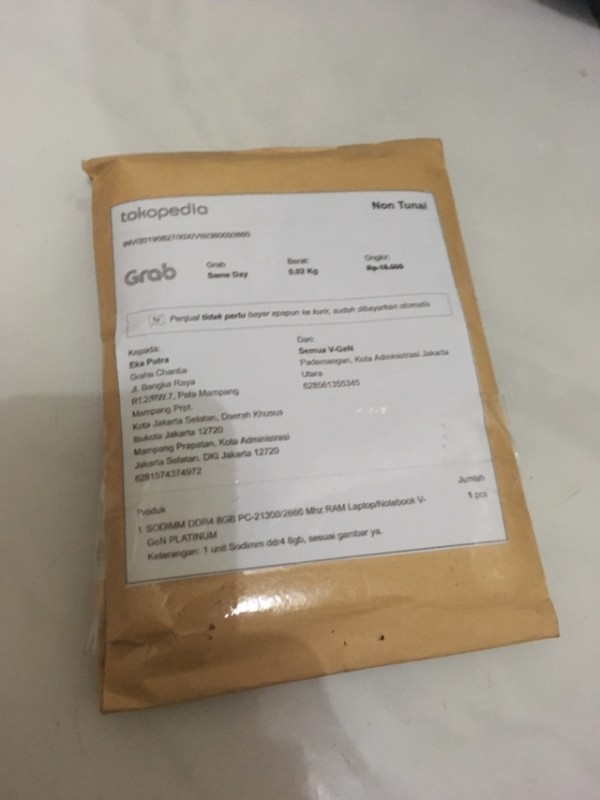 tokopedia
Non Tunai
Grab
Grab
Same Day
Berat:
0.02 Kg
Ongkir:
Rp 18.000
Penjual tidak perlu bayar apapun ke kurir, sudah dibayarkan otomatis
Kepada:
Eka Putra
Graha Chantia
Jl. Bangka Raya
RT.2/RW.7, Pela Mampang
Mampang Prpt.
Kota Jakarta Selatan, Daerah Khusus
Ibukota Jakarta 12720
Mampang Prapatan, Kota Administrasi
Jakarta Selatan, DKI Jakarta 12720
6281574374972
Dari:
Semua V-GeN
Pademangan, Kota Administrasi Jakarta
Utara
628561355345
Produk
Jumlah
1 SODIMM DDR4 8GB PC-21300/2666 Mhz RAM Laptop/Notebook V-
GeN PLATINUM
1 pcs
Keterangan: 1 unit Sodimm ddr4 8gb, sesuai gambar ya.